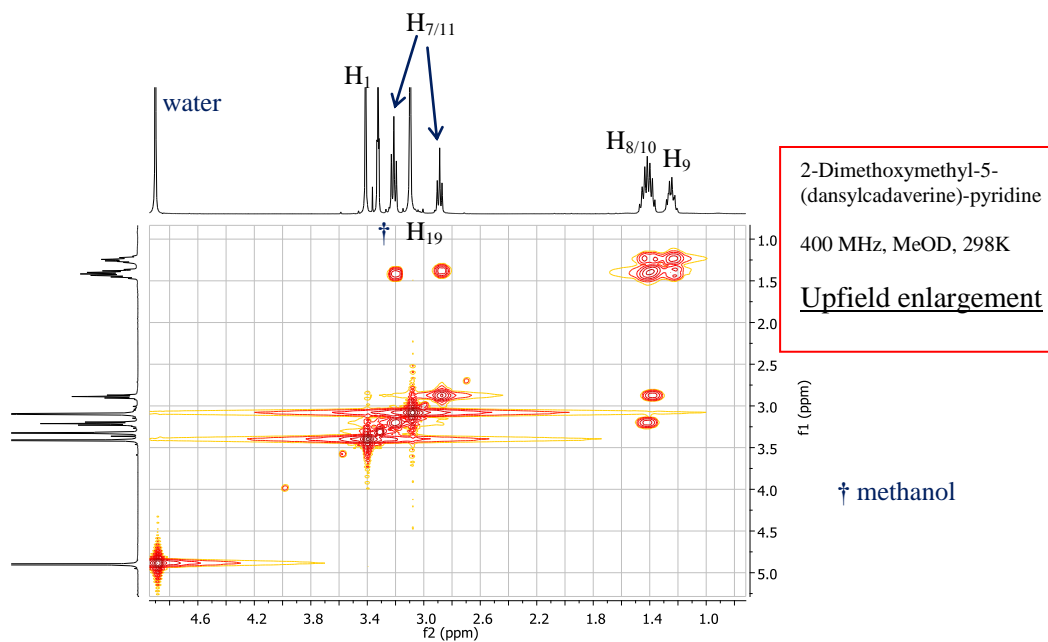 H7/11
H1
water
H8/10
H9
† H19
2-Dimethoxymethyl-5-
(dansylcadaverine)-pyridine
400 MHz, MeOD, 298K
Upfield enlargement
1.0
1.5
2.0
2.5
3.0
3.5
4.0
4.5
5.0
f1 (ppm)
† methanol
4.6 4.2 3.8 3.4 3.0 2.6 2.2 1.8 1.4 1.0
f2 (ppm)